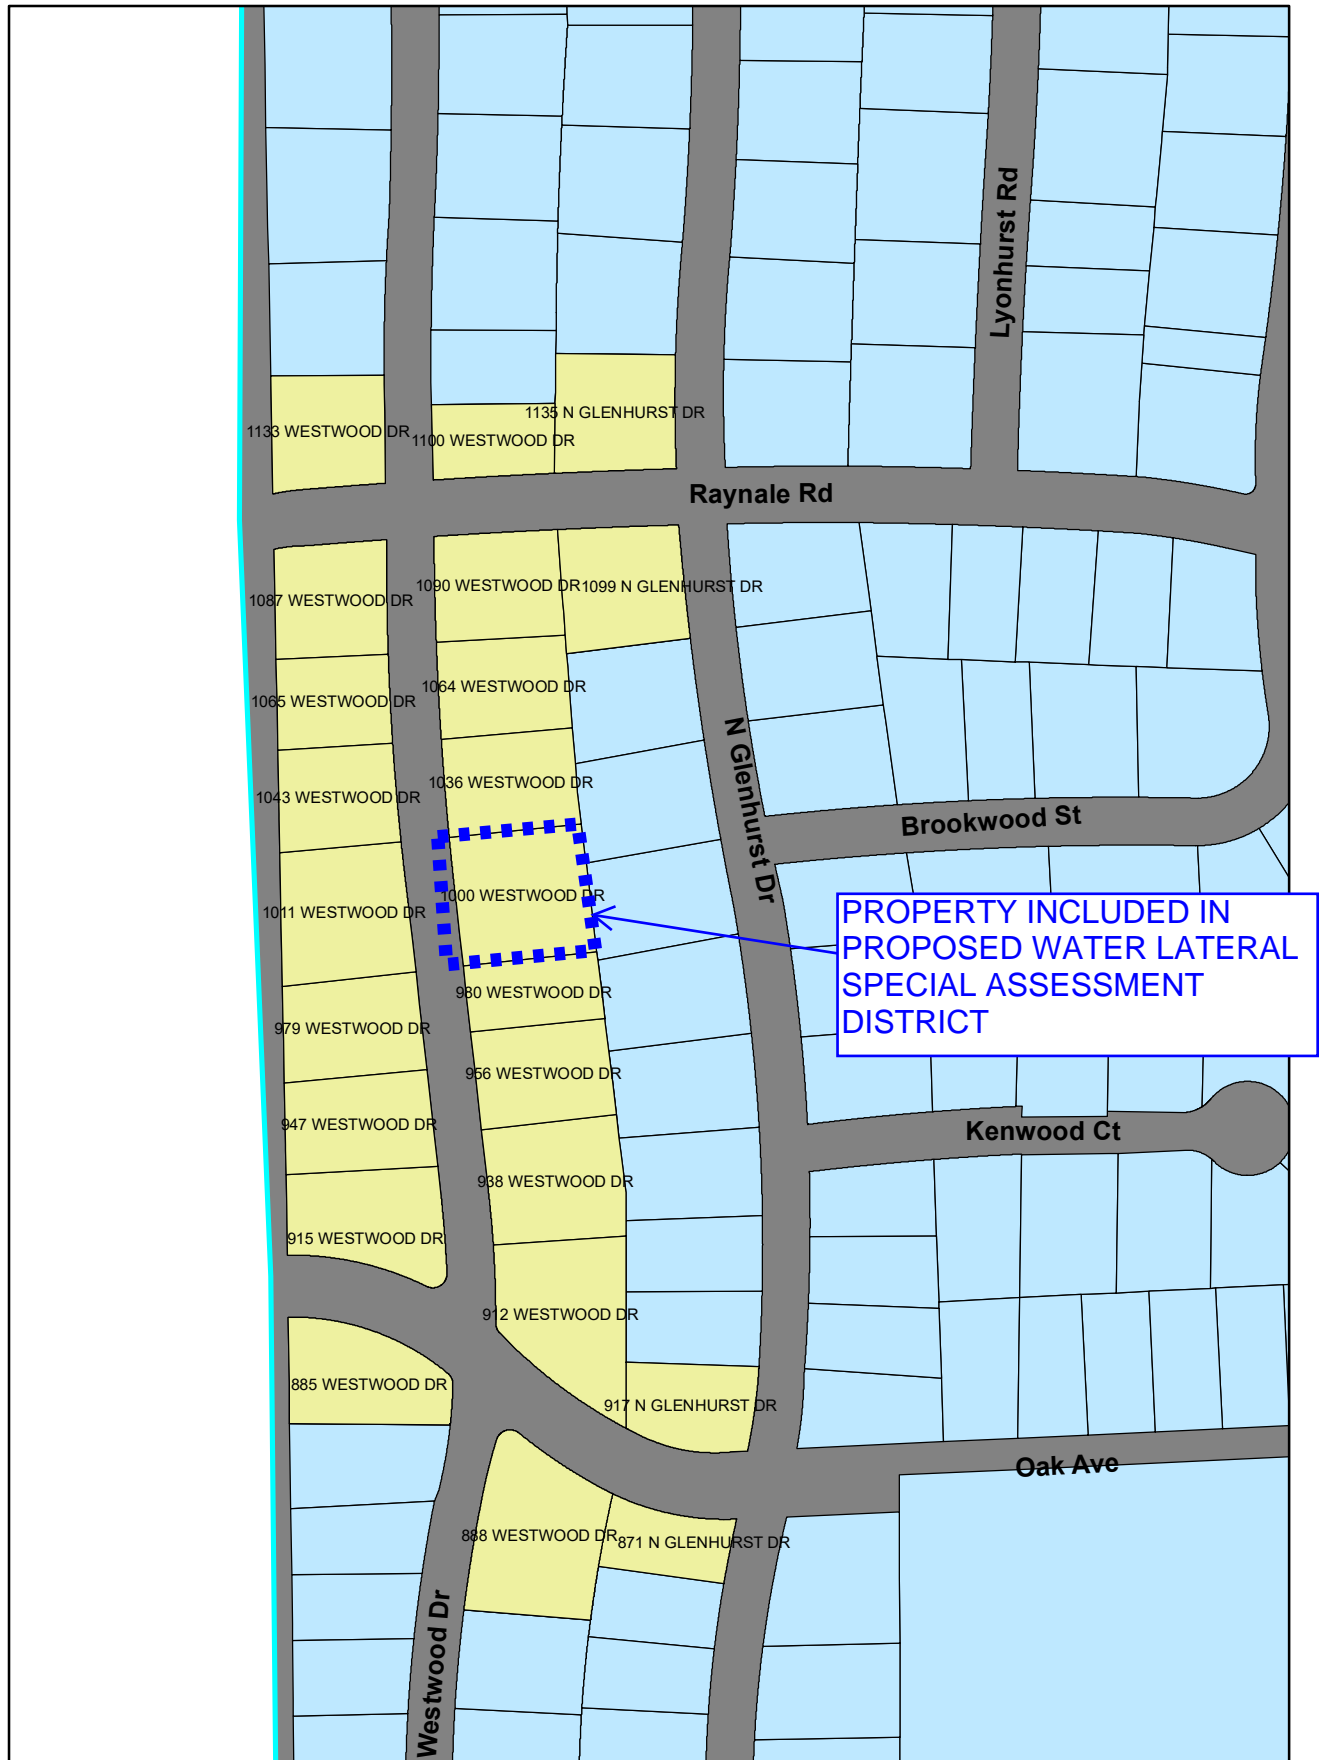 Lyonhurst Rd
1135 N GLENHURST DR
1133 WESTWOOD DR
1100 WESTWOOD DR
Raynale Rd
1090 WESTWOOD DR
1099 N GLENHURST DR
1087 WESTWOOD DR
1064 WESTWOOD DR
1065 WESTWOOD DR
N Glenhurst Dr
1036 WESTWOOD DR
1043 WESTWOOD DR
Brookwood St
1000 WESTWOOD DR
1011 WESTWOOD DR
PROPERTY INCLUDED IN
PROPOSED WATER LATERAL
SPECIAL ASSESSMENT
DISTRICT
980 WESTWOOD DR
979 WESTWOOD DR
956 WESTWOOD DR
947 WESTWOOD DR
Kenwood Ct
938 WESTWOOD DR
915 WESTWOOD DR
912 WESTWOOD DR
885 WESTWOOD DR
917 N GLENHURST DR
Oak Ave
888 WESTWOOD DR
871 N GLENHURST DR
Westwood Dr